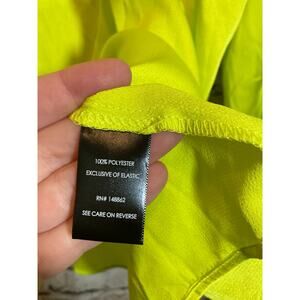 100% POLYESTER
EXCLUSIVE OF ELASTIC
RN# 148862
SEE CARE ON REVERSE